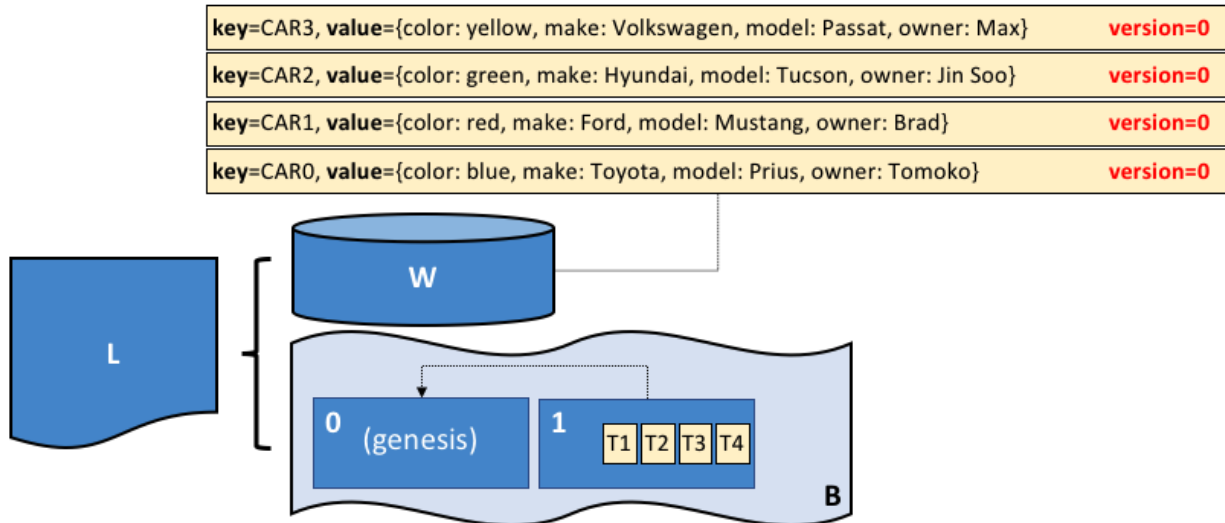 key=CAR3, value={color: yellow, make: Volkswagen, model: Passat, owner: Max} version=0
key=CAR2, value={color: green, make: Hyundai, model: Tucson, owner: Jin Soo} version=0
key=CAR1, value={color: red, make: Ford, model: Mustang, owner: Brad} version=0
key=CAR0, value={color: blue, make: Toyota, model: Prius, owner: Tomoko} version=0
W
L
0
(genesis)
1
T1 T2 T3 T4
B